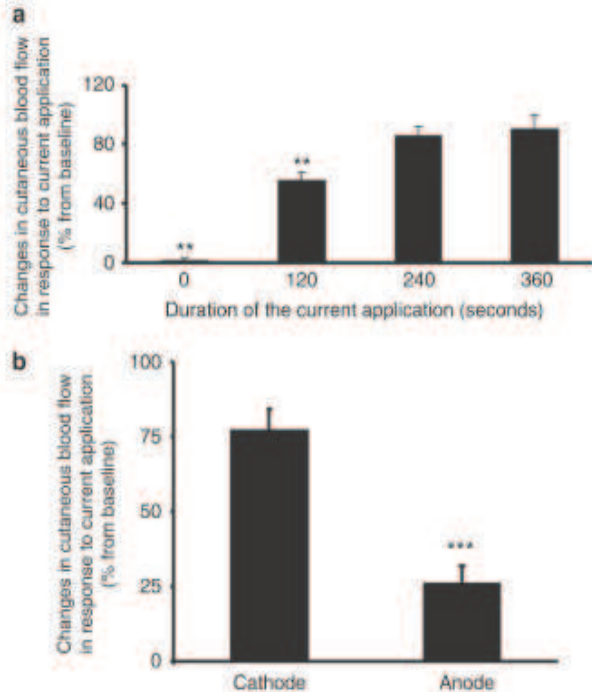 a
Changes in cutaneous blood flow
in response to current application
(% from baseline)
120
80
40
0
**
**
0 120 240 360
Duration of the current application (seconds)
b
Changes in cutaneous blood flow
in response to current application
(% from baseline)
100
75
50
25
0
***
Cathode Anode